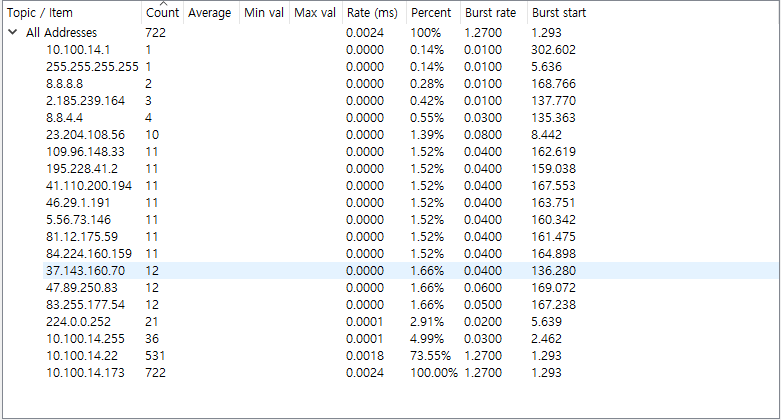 Topic / Item Count Average Min val Max val Rate (ms) Percent Burst rate Burst start
All Addresses 722 0.0024 100% 1.2700 1.293
10.100.14.1 1 0.0000 0.14% 0.0100 302.602
255.255.255.255 1 0.0000 0.14% 0.0100 5.636
8.8.8.8 2 0.0000 0.28% 0.0100 168.766
2.185.239.164 3 0.0000 0.42% 0.0100 137.770
8.8.4.4 4 0.0000 0.55% 0.0300 135.363
23.204.108.56 10 0.0000 1.39% 0.0800 8.442
109.96.148.33 11 0.0000 1.52% 0.0400 162.619
195.228.41.2 11 0.0000 1.52% 0.0400 159.038
41.110.200.194 11 0.0000 1.52% 0.0400 167.553
46.29.1.191 11 0.0000 1.52% 0.0400 163.751
5.56.73.146 11 0.0000 1.52% 0.0400 160.342
81.12.175.59 11 0.0000 1.52% 0.0400 161.475
84.224.160.159 11 0.0000 1.52% 0.0400 164.898
37.143.160.70 12 0.0000 1.66% 0.0400 136.280
47.89.250.83 12 0.0000 1.66% 0.0600 169.072
83.255.177.54 12 0.0000 1.66% 0.0500 167.238
224.0.0.252 21 0.0001 2.91% 0.0200 5.639
10.100.14.255 36 0.0001 4.99% 0.0300 2.462
10.100.14.22 531 0.0018 73.55% 1.2700 1.293
10.100.14.173 722 0.0024 100.00% 1.2700 1.293